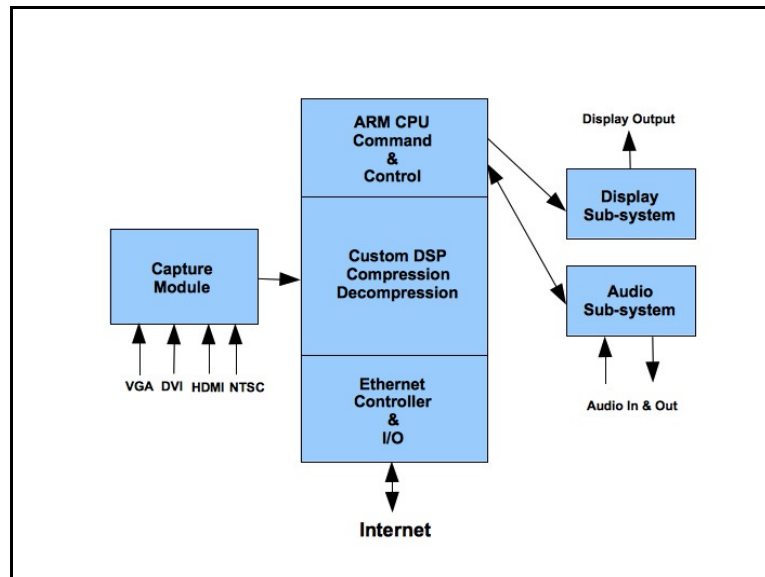 ARM CPU
Command
&
Control
Custom DSP
Compression
Decompression
Ethernet
Controller
&
I/O
Internet
Capture
Module
VGA DVI HDMI NTSC
Display Output
Display
Sub-system
Audio
Sub-system
Audio In & Out